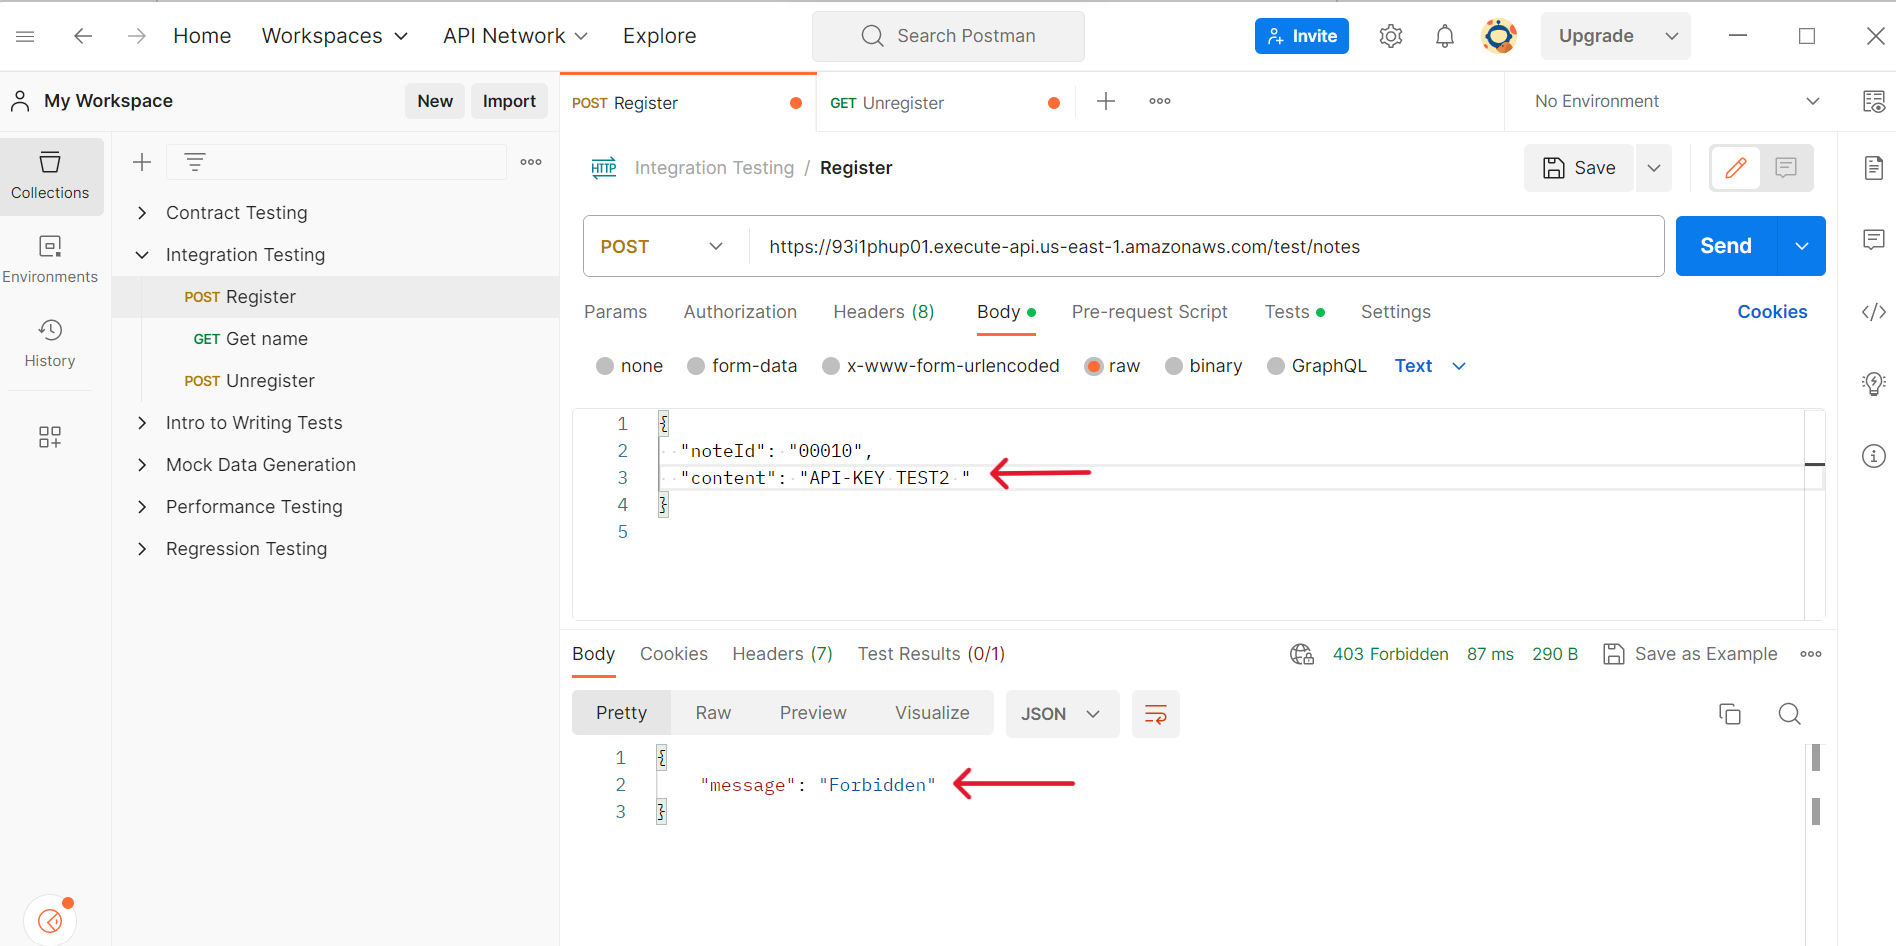 Home Workspaces API Network Explore Search Postman Invite Upgrade
My Workspace New Import
POST Register GET Unregister No Environment
Collections
Environments
History
Contract Testing
Integration Testing
POST Register
GET Get name
POST Unregister
Intro to Writing Tests
Mock Data Generation
Performance Testing
Regression Testing
HTTP Integration Testing / Register Save
POST https://93i1phup01.execute-api.us-east-1.amazonaws.com/test/notes Send
Params Authorization Headers (8) Body Pre-request Script Tests Settings Cookies
none form-data x-www-form-urlencoded raw binary GraphQL Text
1 {
2 "noteId": "00010",
3 "content": "API-KEY TEST2 "
4 }
5
Body Cookies Headers (7) Test Results (0/1) 403 Forbidden 87 ms 290 B Save as Example
Pretty Raw Preview Visualize JSON
1 {
2 "message": "Forbidden"
3 }